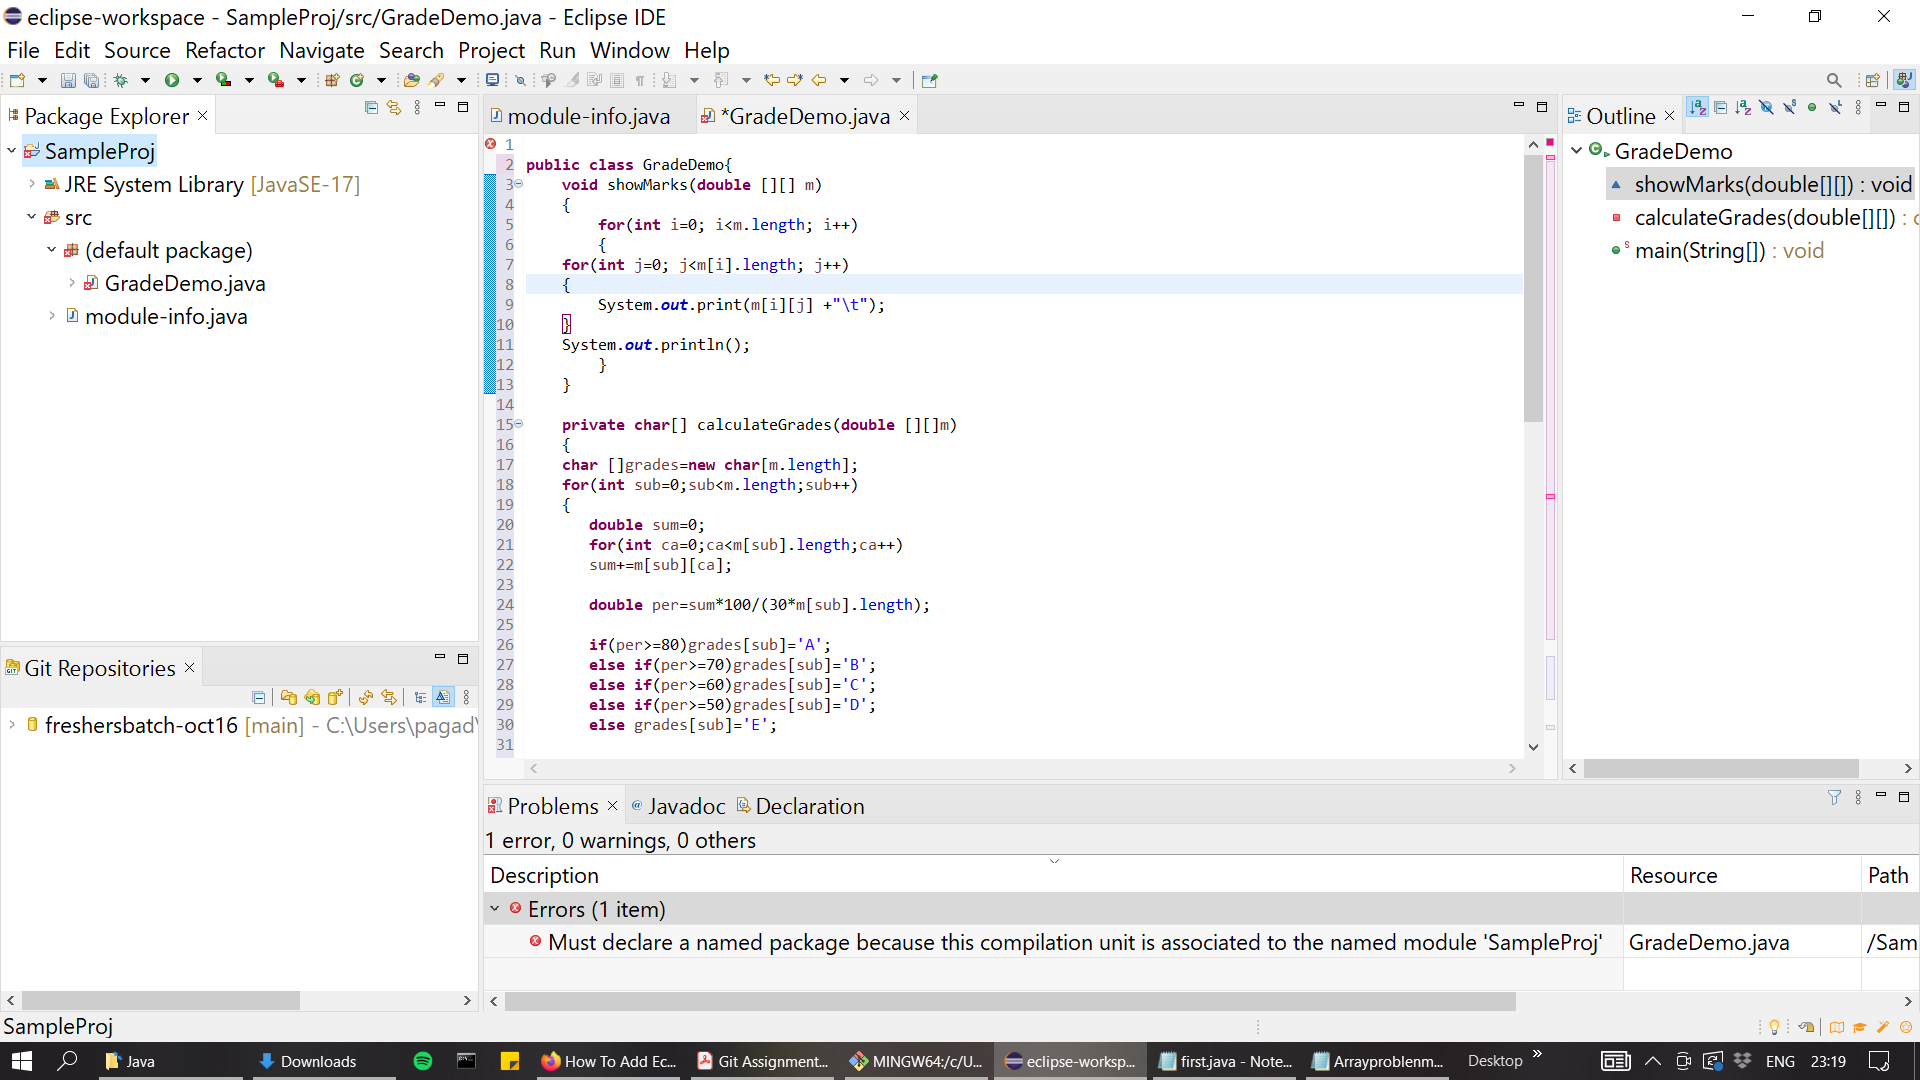 eclipse-workspace - SampleProj/src/GradeDemo.java - Eclipse IDE
File Edit Source Refactor Navigate Search Project Run Window Help
Package Explorer
SampleProj
JRE System Library [JavaSE-17]
src
(default package)
GradeDemo.java
module-info.java
Git Repositories
freshersbatch-oct16 [main] - C:\Users\pagad\
module-info.java
*GradeDemo.java
1
2 public class GradeDemo{
3 void showMarks(double [][] m)
4 {
5 for(int i=0; i<m.length; i++)
6 {
7 for(int j=0; j<m[i].length; j++)
8 {
9 System.out.print(m[i][j] +"\t");
10 }
11 System.out.println();
12 }
13 }
14
15 private char[] calculateGrades(double [][]m)
16 {
17 char []grades=new char[m.length];
18 for(int sub=0;sub<m.length;sub++)
19 {
20 double sum=0;
21 for(int ca=0;ca<m[sub].length;ca++)
22 sum+=m[sub][ca];
23
24 double per=sum*100/(30*m[sub].length);
25
26 if(per>=80)grades[sub]='A';
27 else if(per>=70)grades[sub]='B';
28 else if(per>=60)grades[sub]='C';
29 else if(per>=50)grades[sub]='D';
30 else grades[sub]='E';
31
Outline
GradeDemo
showMarks(double[][]) : void
calculateGrades(double[][]) : c
main(String[]) : void
Problems
@ Javadoc
Declaration
1 error, 0 warnings, 0 others
Description Resource Path
Errors (1 item)
Must declare a named package because this compilation unit is associated to the named module 'SampleProj' GradeDemo.java /Sam
SampleProj
Java
Downloads
How To Add Ec...
Git Assignment...
MINGW64:/c/U...
eclipse-worksp...
first.java - Note...
Arrayproblenm...
Desktop
ENG
23:19